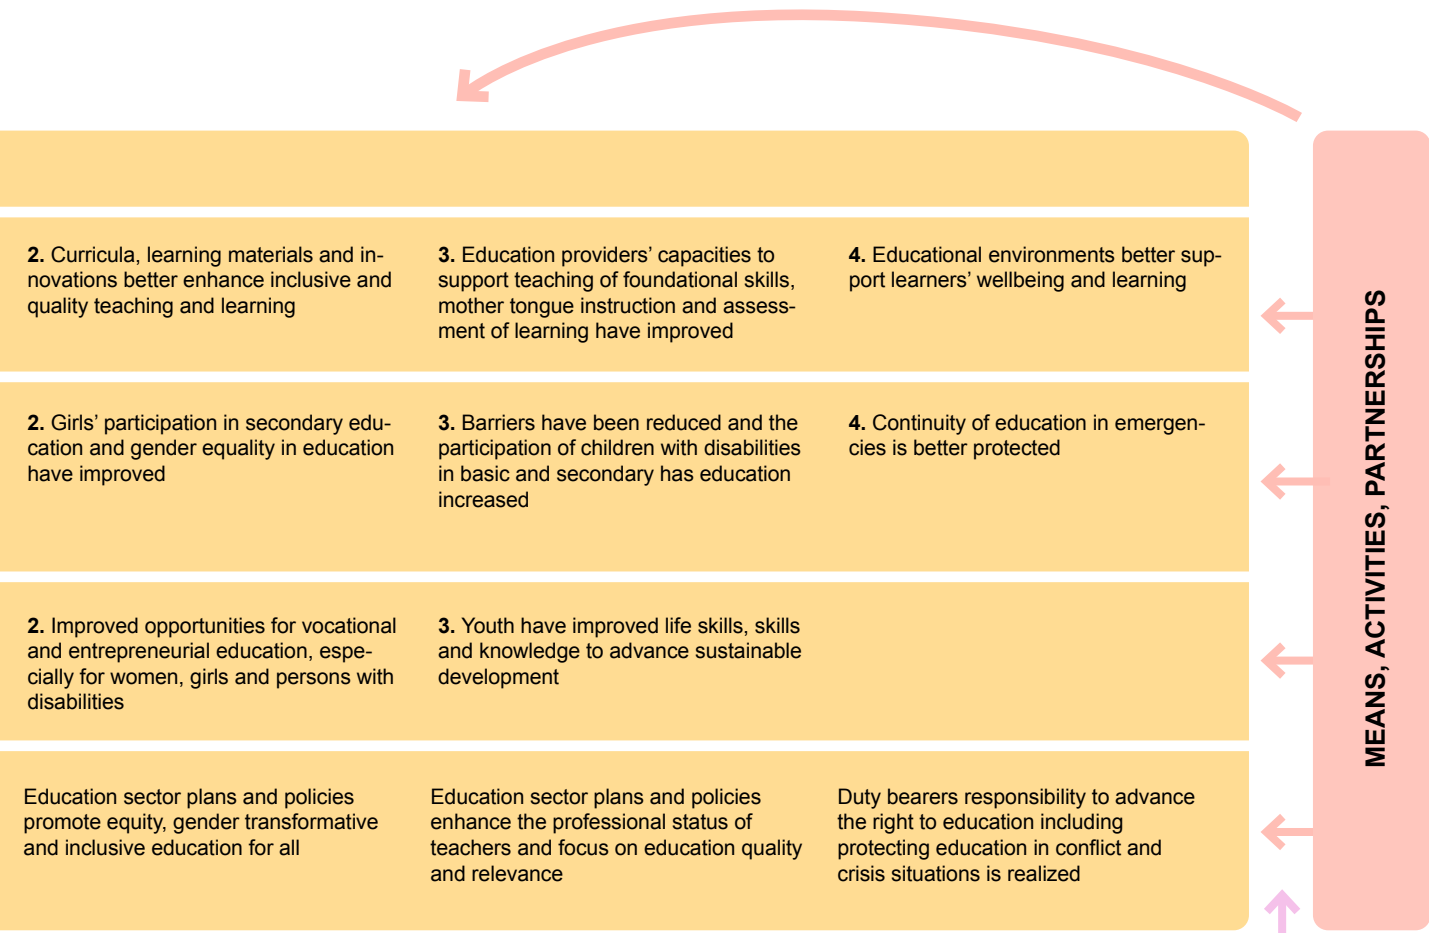 2. Curricula, learning materials and in-
novations better enhance inclusive and
quality teaching and learning
3. Education providers’ capacities to
support teaching of foundational skills,
mother tongue instruction and assess-
ment of learning have improved
4. Educational environments better sup-
port learners’ wellbeing and learning
2. Girls’ participation in secondary edu-
cation and gender equality in education
have improved
3. Barriers have been reduced and the
participation of children with disabilities
in basic and secondary has education
increased
4. Continuity of education in emergen-
cies is better protected
2. Improved opportunities for vocational
and entrepreneurial education, espe-
cially for women, girls and persons with
disabilities
3. Youth have improved life skills, skills
and knowledge to advance sustainable
development
Education sector plans and policies
promote equity, gender transformative
and inclusive education for all
Education sector plans and policies
enhance the professional status of
teachers and focus on education quality
and relevance
Duty bearers responsibility to advance
the right to education including
protecting education in conflict and
crisis situations is realized
MEANS, ACTIVITIES, PARTNERSHIPS